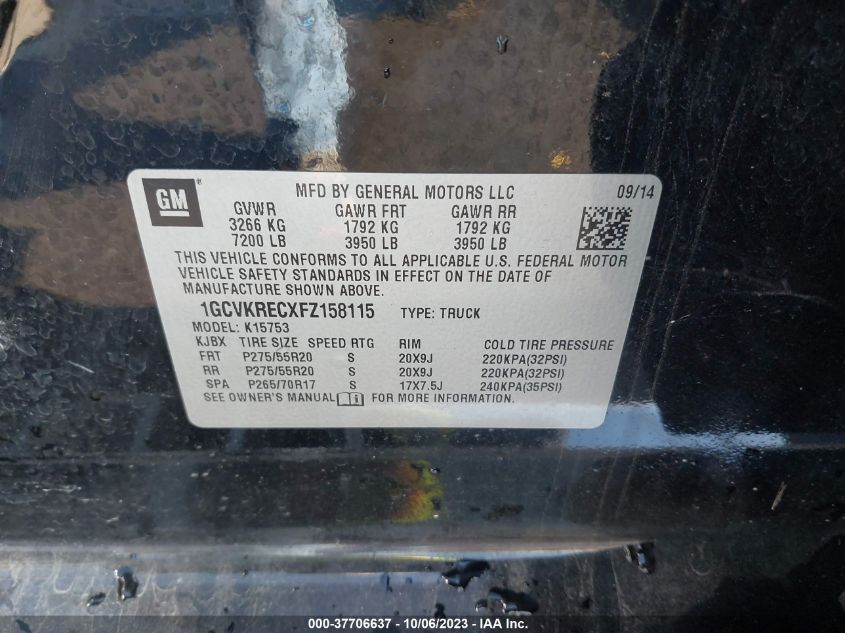 GM
MFD BY GENERAL MOTORS LLC 09/14
GVWR GAWR FRT GAWR RR
3266 KG 1792 KG 1792 KG
7200 LB 3950 LB 3950 LB
THIS VEHICLE CONFORMS TO ALL APPLICABLE U.S. FEDERAL MOTOR
VEHICLE SAFETY STANDARDS IN EFFECT ON THE DATE OF
MANUFACTURE SHOWN ABOVE.
1GCVKRECXFZ158115 TYPE: TRUCK
MODEL: K15753
KJBX TIRE SIZE SPEED RTG RIM COLD TIRE PRESSURE
FRT P275/55R20 S 20X9J 220KPA(32PSI)
RR P275/55R20 S 20X9J 220KPA(32PSI)
SPA P265/70R17 S 17X7.5J 240KPA(35PSI)
SEE OWNER'S MANUAL FOR MORE INFORMATION.
000-37706637 - 10/06/2023 - IAA Inc.